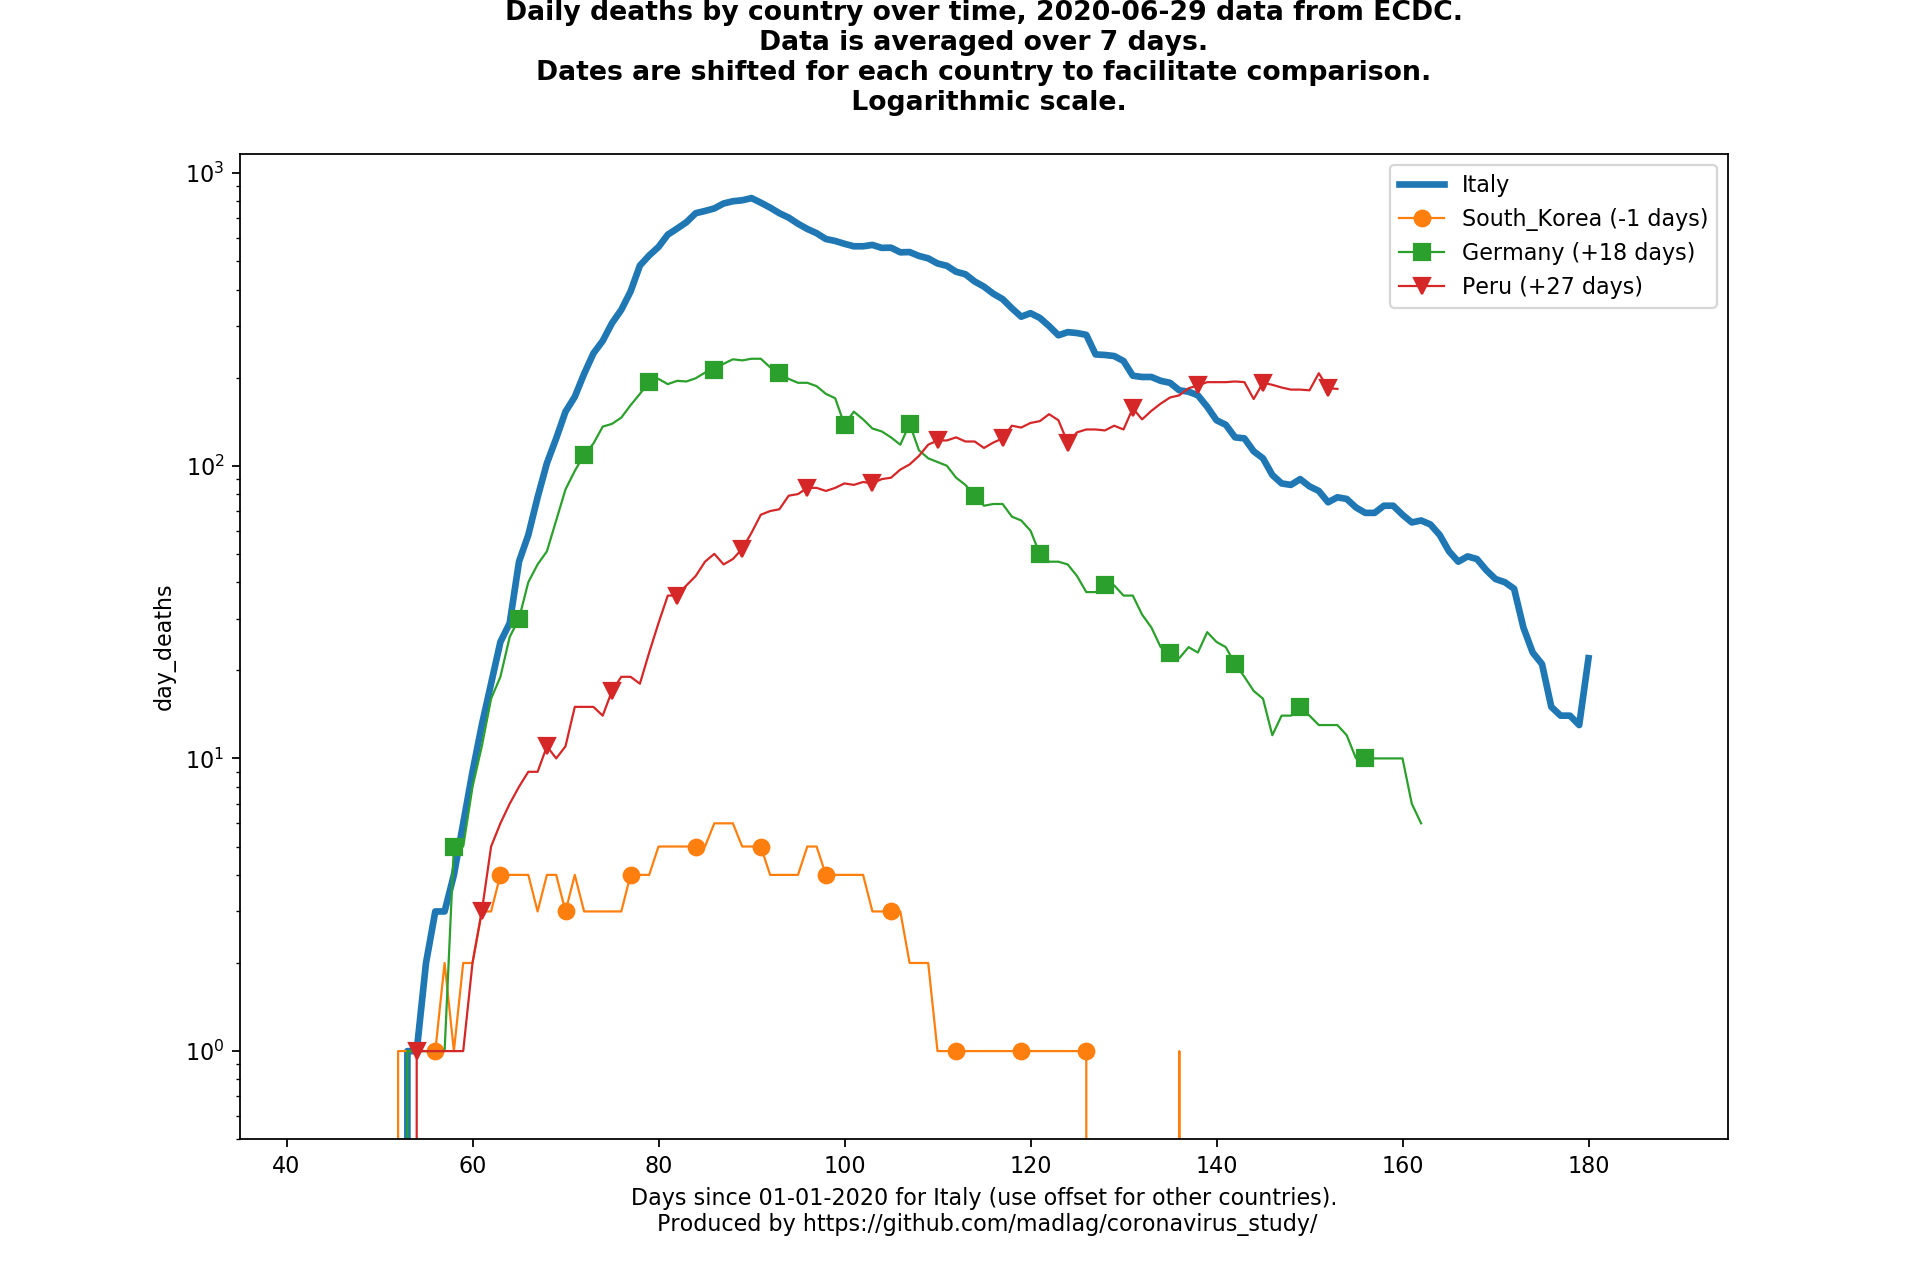 Daily deaths by country over time, 2020-06-29 data from ECDC.
Data is averaged over 7 days.
Dates are shifted for each country to facilitate comparison.
Logarithmic scale.
10³
10²
10¹
10⁰
day_deaths
Italy
South_Korea (-1 days)
Germany (+18 days)
Peru (+27 days)
40 60 80 100 120 140 160 180
Days since 01-01-2020 for Italy (use offset for other countries).
Produced by https://github.com/madlag/coronavirus_study/